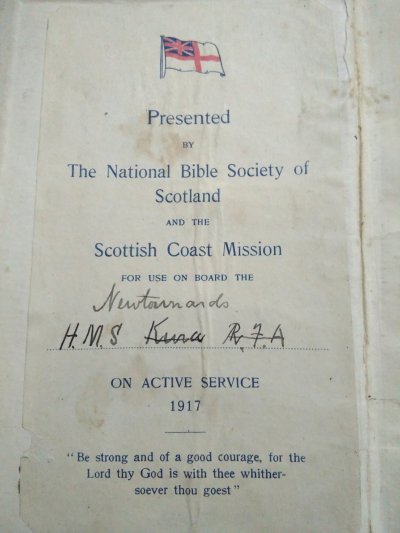 Presented
BY
The National Bible Society of
Scotland
AND THE
Scottish Coast Mission
FOR USE ON BOARD THE
Newtownards
H.M.S Kura R.F.A
ON ACTIVE SERVICE
1917
"Be strong and of a good courage, for the
Lord thy God is with thee whither-
soever thou goest"